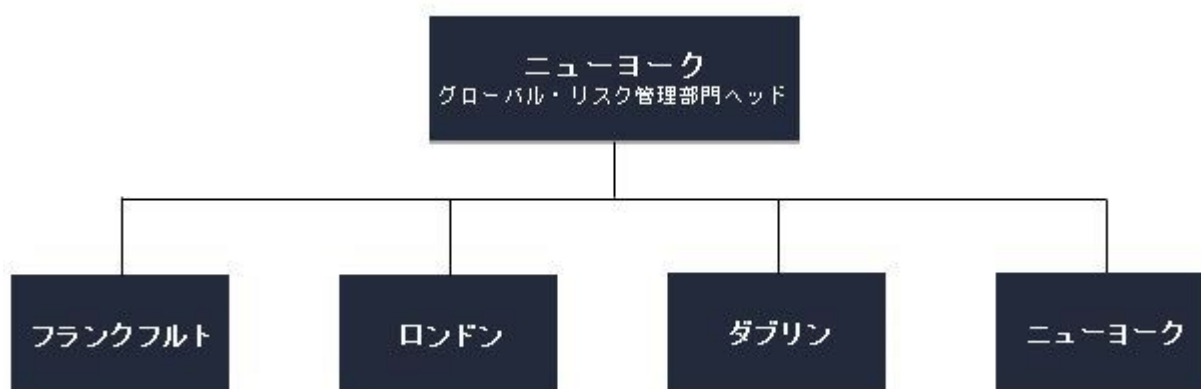 ニューヨーク
グローバル・リスク管理部門ヘッド
フランクフルト
ロンドン
ダブリン
ニューヨーク